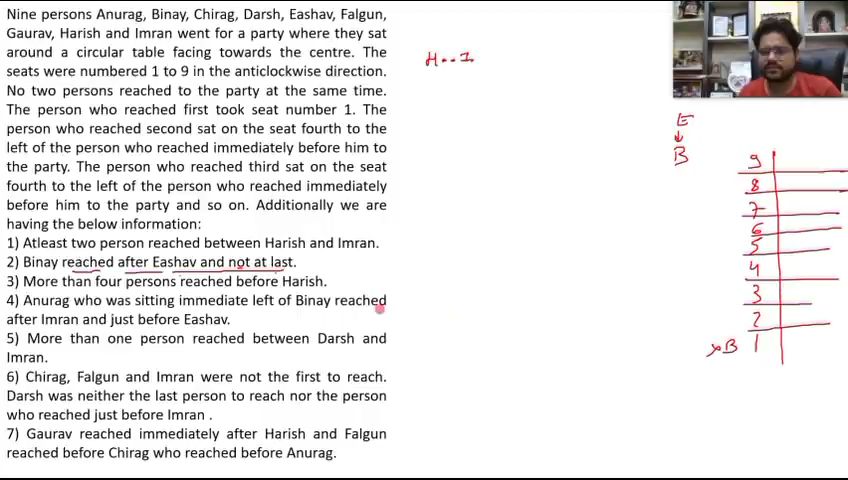 Nine persons Anurag, Binay, Chirag, Darsh, Eashav, Falgun,
Gaurav, Harish and Imran went for a party where they sat
around a circular table facing towards the centre. The
seats were numbered 1 to 9 in the anticlockwise direction.
No two persons reached to the party at the same time.
The person who reached first took seat number 1. The
person who reached second sat on the seat fourth to the
left of the person who reached immediately before him to
the party. The person who reached third sat on the seat
fourth to the left of the person who reached immediately
before him to the party and so on. Additionally we are
having the below information:
1) Atleast two person reached between Harish and Imran.
2) Binay reached after Eashav and not at last.
3) More than four persons reached before Harish.
4) Anurag who was sitting immediate left of Binay reached
after Imran and just before Eashav.
5) More than one person reached between Darsh and
Imran.
6) Chirag, Falgun and Imran were not the first to reach.
Darsh was neither the last person to reach nor the person
who reached just before Imran .
7) Gaurav reached immediately after Harish and Falgun
reached before Chirag who reached before Anurag.
H..I
E
↓
B
9
8
7
6
5
4
3
2
xB 1